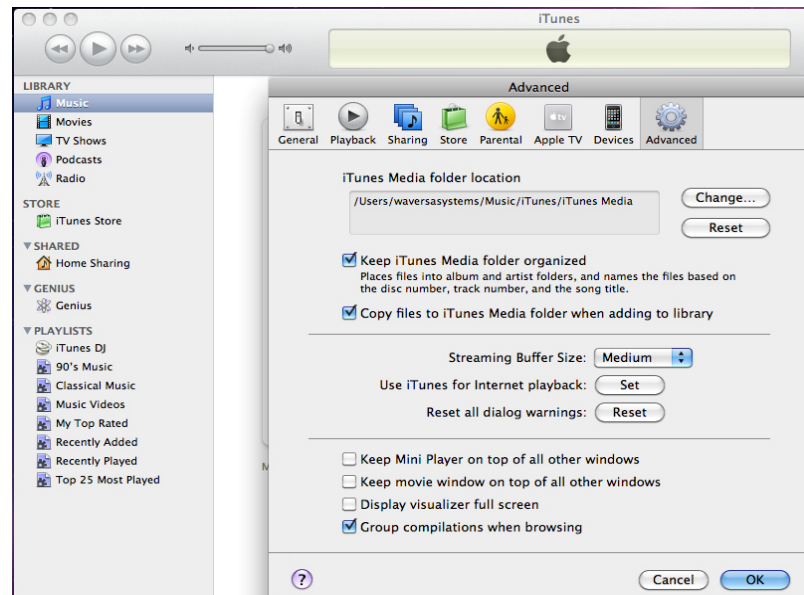 iTunes
LIBRARY
Music
Movies
TV Shows
Podcasts
Radio
STORE
iTunes Store
SHARED
Home Sharing
GENIUS
Genius
PLAYLISTS
iTunes DJ
90's Music
Classical Music
Music Videos
My Top Rated
Recently Added
Recently Played
Top 25 Most Played
M
Advanced
General Playback Sharing Store Parental Apple TV Devices Advanced
iTunes Media folder location
/Users/waversasystems/Music/iTunes/iTunes Media
Change...
Reset
Keep iTunes Media folder organized
Places files into album and artist folders, and names the files based on
the disc number, track number, and the song title.
Copy files to iTunes Media folder when adding to library
Streaming Buffer Size: Medium
Use iTunes for Internet playback: Set
Reset all dialog warnings: Reset
Keep Mini Player on top of all other windows
Keep movie window on top of all other windows
Display visualizer full screen
Group compilations when browsing
? Cancel OK